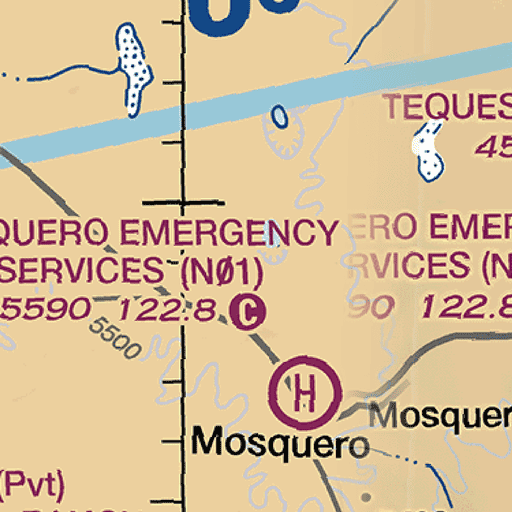 TEQUES
45
QUERO EMERGENCY
SERVICES (NØ1)
5590 122.8 C
ERO EMER
RVICES (N
90 122.8
5500
H
Mosquero
Mosquer
(Pvt)